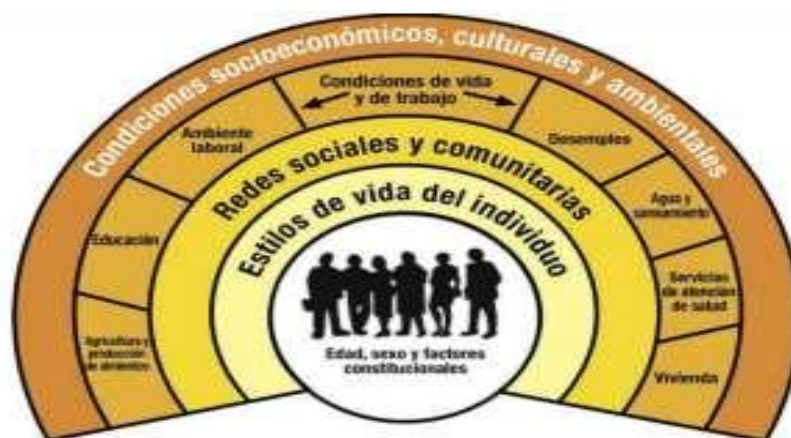 Condiciones socioeconómicos, culturales y ambientales
Condiciones de vida
y de trabajo
Ambiente
laboral
Desempleo
Educación
Agua y
saneamiento
Servicios
de atención
de salud
Agricultura y
producción
de alimentos
Vivienda
Redes sociales y comunitarias
Estilos de vida del individuo
Edad, sexo y factores
constitucionales